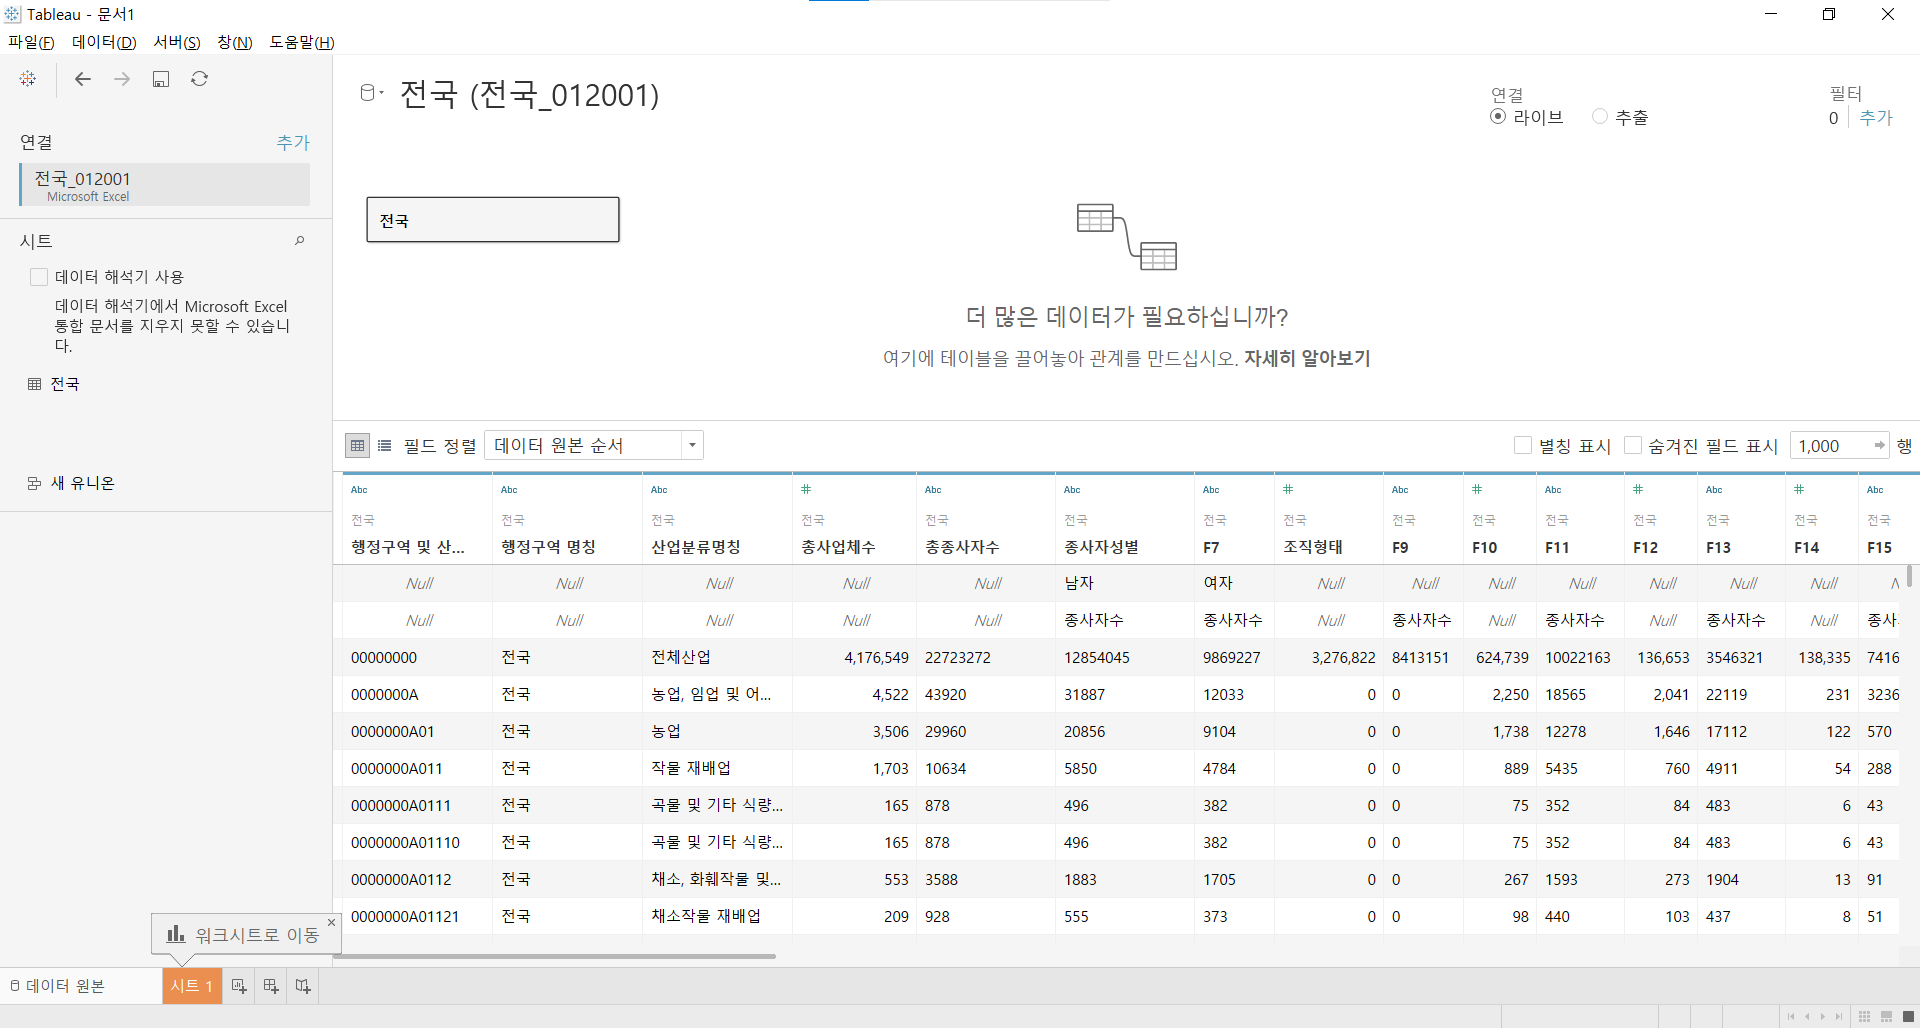 Tableau - 문서1
파일(F) 데이터(D) 서버(S) 창(N) 도움말(H)
연결 추가
전국_012001
Microsoft Excel
시트
데이터 해석기 사용
데이터 해석기에서 Microsoft Excel
통합 문서를 지우지 못할 수 있습니
다.
전국
새 유니온
전국 (전국_012001)
연결
라이브 추출
필터
0 추가
전국
더 많은 데이터가 필요하십니까?
여기에 테이블을 끌어놓아 관계를 만드십시오. 자세히 알아보기
필드 정렬 데이터 원본 순서 별칭 표시 숨겨진 필드 표시 1,000 행
Abc Abc Abc # Abc Abc Abc # Abc # Abc # Abc # Abc
전국 전국 전국 전국 전국 전국 전국 전국 전국 전국 전국 전국 전국 전국 전국
행정구역 및 산... 행정구역 명칭 산업분류명칭 총사업체수 총종사자수 종사자성별 F7 조직형태 F9 F10 F11 F12 F13 F14 F15
Null Null Null Null Null 남자 여자 Null Null Null Null Null Null Null N
Null Null Null Null Null 종사자수 종사자수 Null 종사자수 Null 종사자수 Null 종사자수 Null 종사
00000000 전국 전체산업 4,176,549 22723272 12854045 9869227 3,276,822 8413151 624,739 10022163 136,653 3546321 138,335 7416
0000000A 전국 농업, 임업 및 어... 4,522 43920 31887 12033 0 0 2,250 18565 2,041 22119 231 3236
0000000A01 전국 농업 3,506 29960 20856 9104 0 0 1,738 12278 1,646 17112 122 570
0000000A011 전국 작물 재배업 1,703 10634 5850 4784 0 0 889 5435 760 4911 54 288
0000000A0111 전국 곡물 및 기타 식량... 165 878 496 382 0 0 75 352 84 483 6 43
0000000A01110 전국 곡물 및 기타 식량... 165 878 496 382 0 0 75 352 84 483 6 43
0000000A0112 전국 채소, 화훼작물 및... 553 3588 1883 1705 0 0 267 1593 273 1904 13 91
0000000A01121 전국 채소작물 재배업 209 928 555 373 0 0 98 440 103 437 8 51
워크시트로 이동
데이터 원본 시트 1